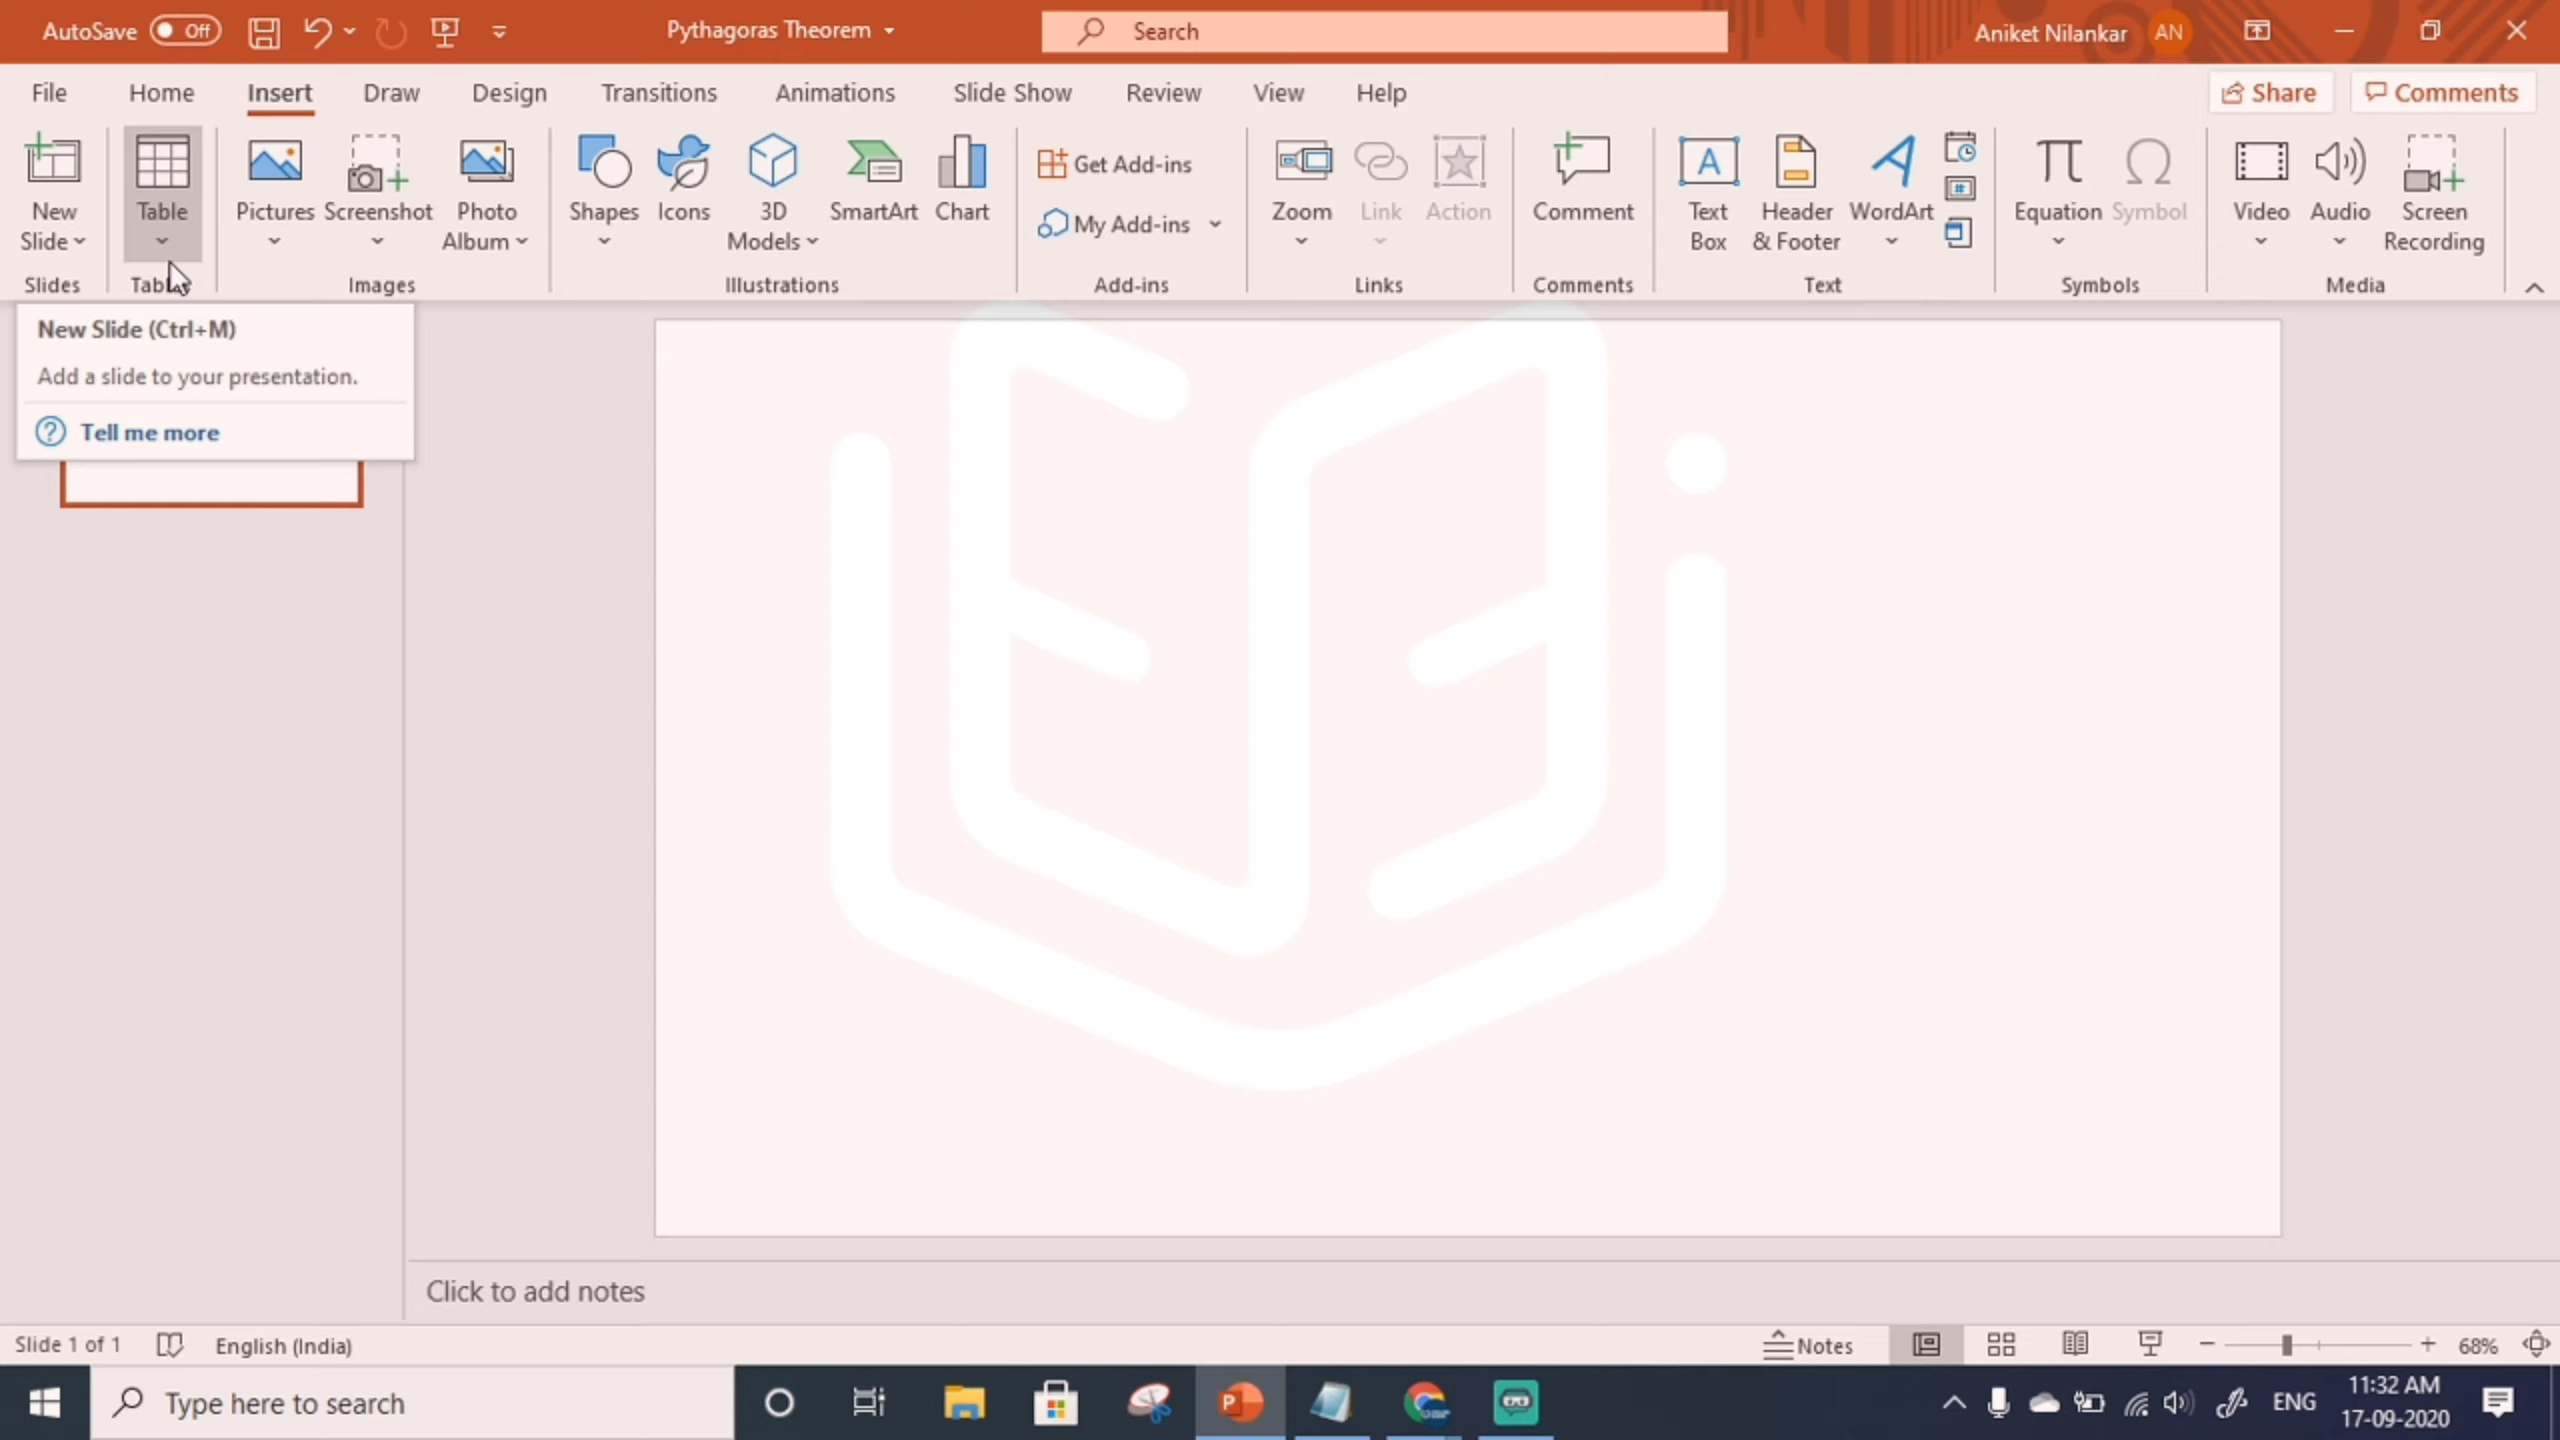 AutoSave Off Pythagoras Theorem Search Aniket Nilankar AN
File Home Insert Draw Design Transitions Animations Slide Show Review View Help Share Comments
New Slide
Table
Pictures
Screenshot
Photo Album
Shapes
Icons
3D Models
SmartArt
Chart
Get Add-ins
My Add-ins
Zoom
Link
Action
Comment
Text Box
Header & Footer
WordArt
Equation
Symbol
Video
Audio
Screen Recording
Slides Images Illustrations Add-ins Links Comments Text Symbols Media
New Slide (Ctrl+M)
Add a slide to your presentation.
Tell me more
Click to add notes
Slide 1 of 1 English (India) Notes 68%
Type here to search ENG 11:32 AM
17-09-2020